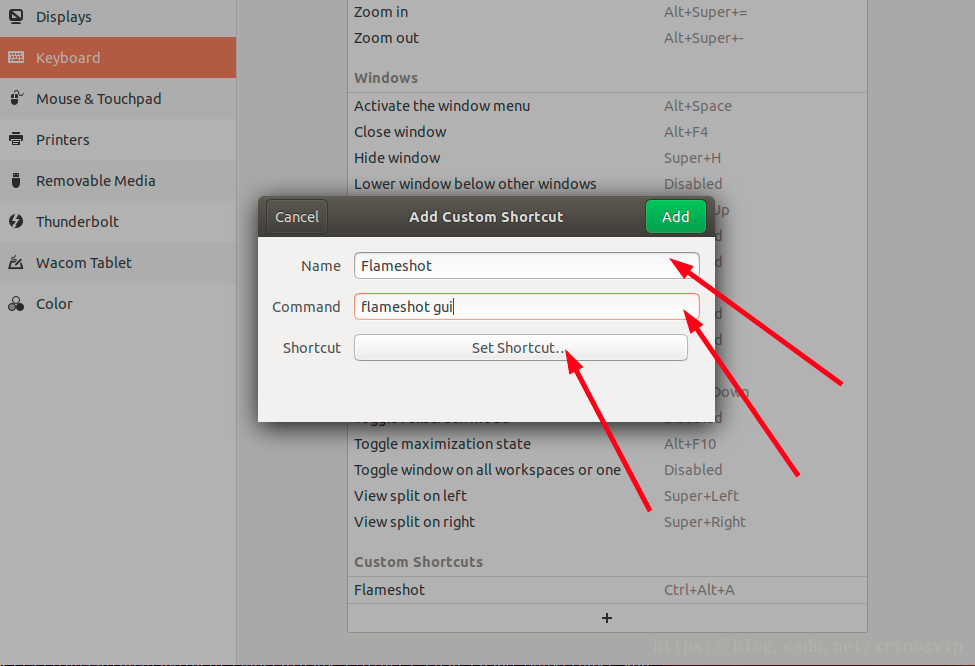 Displays
Keyboard
Mouse & Touchpad
Printers
Removable Media
Thunderbolt
Wacom Tablet
Color
Zoom in Alt+Super+=
Zoom out Alt+Super+-
Windows
Activate the window menu Alt+Space
Close window Alt+F4
Hide window Super+H
Lower window below other windows Disabled
Cancel Add Custom Shortcut Add
Name Flameshot
Command flameshot gui
Shortcut Set Shortcut...
Toggle maximization state Alt+F10
Toggle window on all workspaces or one Disabled
View split on left Super+Left
View split on right Super+Right
Custom Shortcuts
Flameshot Ctrl+Alt+A
+
https://blog.csdn.net/xrinosvip